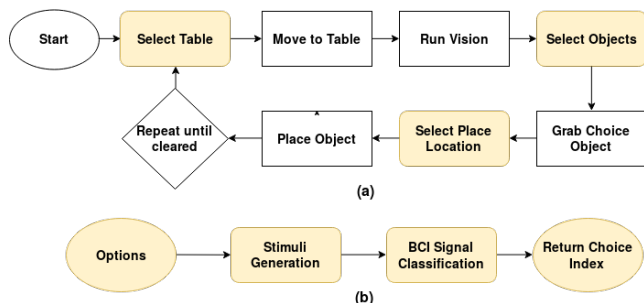 Start
Select Table
Move to Table
Run Vision
Select Objects
Repeat until
cleared
Place Object
Select Place
Location
Grab Choice
Object
(a)
Options
Stimuli
Generation
BCI Signal
Classification
Return Choice
Index
(b)